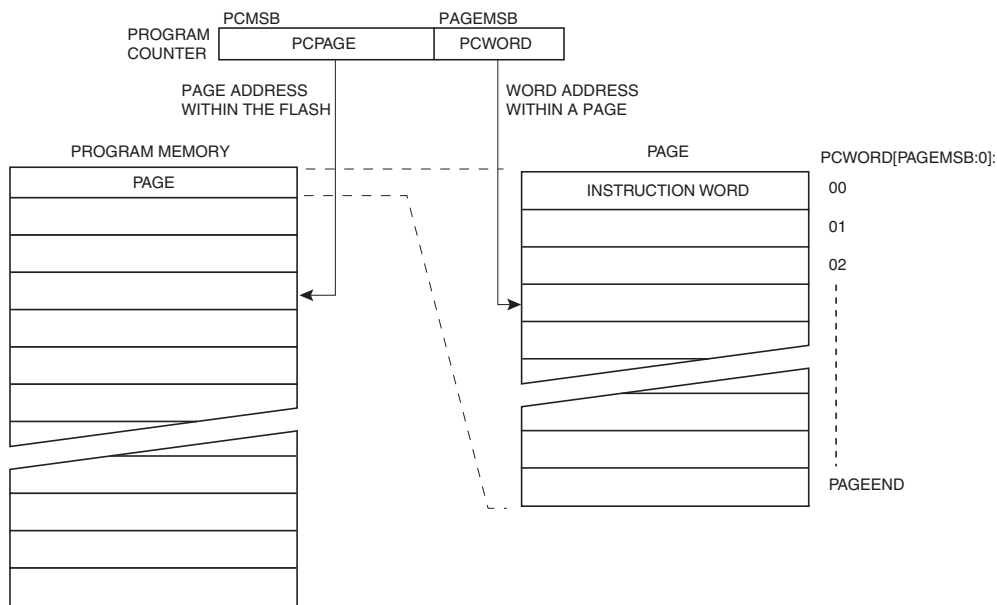 PCMSB
PAGEMSB
PROGRAM
COUNTER
PCPAGE
PCWORD
PAGE ADDRESS
WITHIN THE FLASH
WORD ADDRESS
WITHIN A PAGE
PROGRAM MEMORY
PAGE
PAGE
PCWORD[PAGEMSB:0]:
INSTRUCTION WORD
00
01
02
PAGEEND